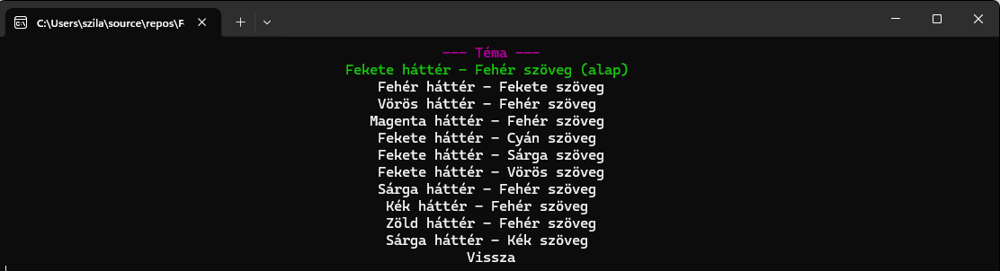 C:\Users\szila\source\repos\F
--- Téma ---
Fekete háttér - Fehér szöveg (alap)
Fehér háttér - Fekete szöveg
Vörös háttér - Fehér szöveg
Magenta háttér - Fehér szöveg
Fekete háttér - Cyán szöveg
Fekete háttér - Sárga szöveg
Fekete háttér - Vörös szöveg
Sárga háttér - Fehér szöveg
Kék háttér - Fehér szöveg
Zöld háttér - Fehér szöveg
Sárga háttér - Kék szöveg
Vissza